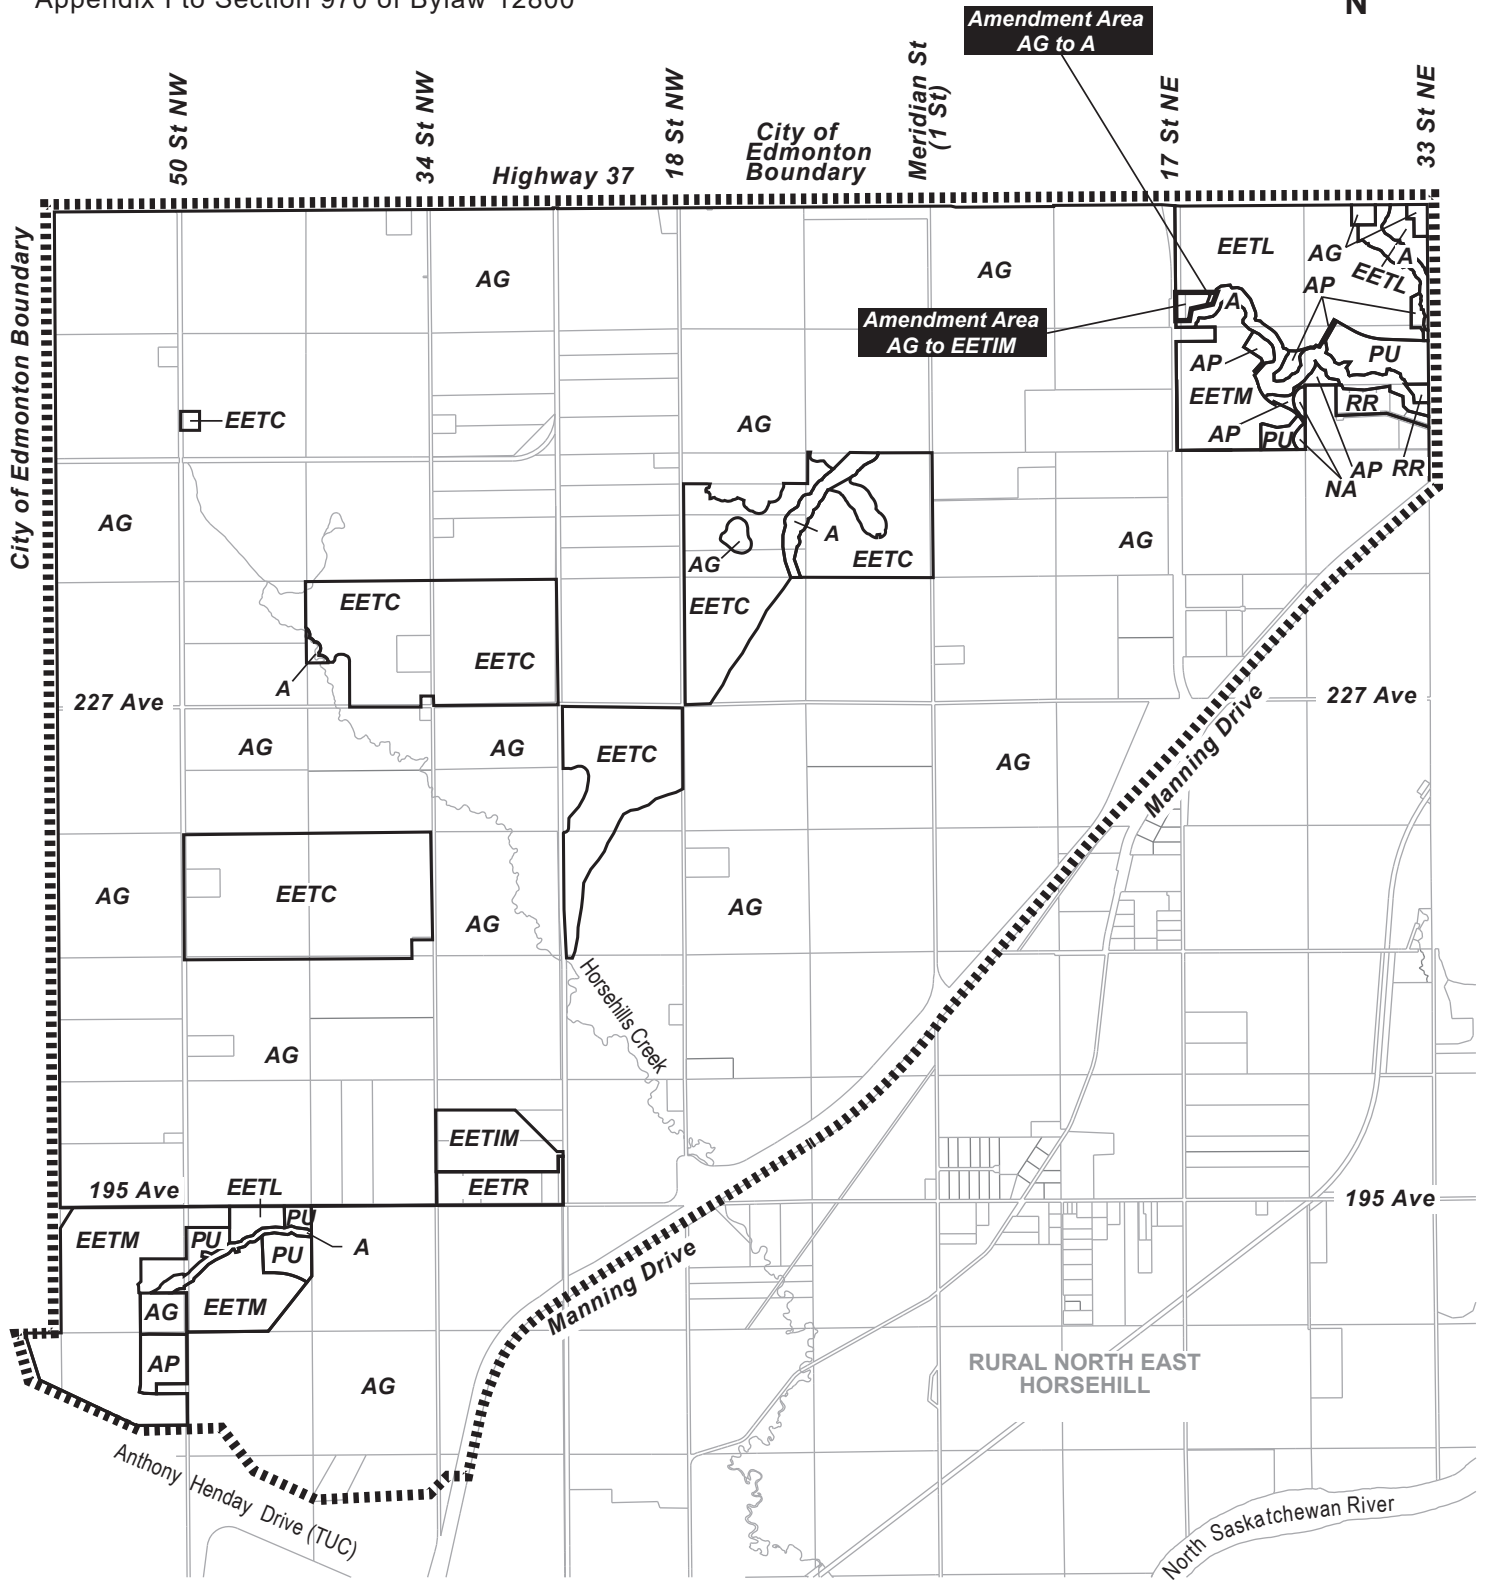 Appendix I to Section 970 of Bylaw 12800
N
Amendment Area
AG to A
50 St NW
34 St NW
18 St NW
Meridian St
(1 St)
17 St NE
33 St NE
Highway 37
City of
Edmonton
Boundary
City of Edmonton Boundary
AG
AG
EETL
AG
A
EETL
AP
A
Amendment Area
AG to EETIM
AP
PU
EETM
RR
AP
PU
AP
RR
NA
EETC
AG
AG
A
AG
EETC
AG
EETC
EETC
EETC
A
227 Ave
227 Ave
AG
AG
EETC
AG
Manning Drive
AG
EETC
AG
AG
Horsehills Creek
AG
EETIM
EETR
195 Ave
EETL
195 Ave
EETM
PU
PU
A
PU
AG
EETM
Manning Drive
AP
AG
RURAL NORTH EAST
HORSEHILL
Anthony Henday Drive (TUC)
North Saskatchewan River